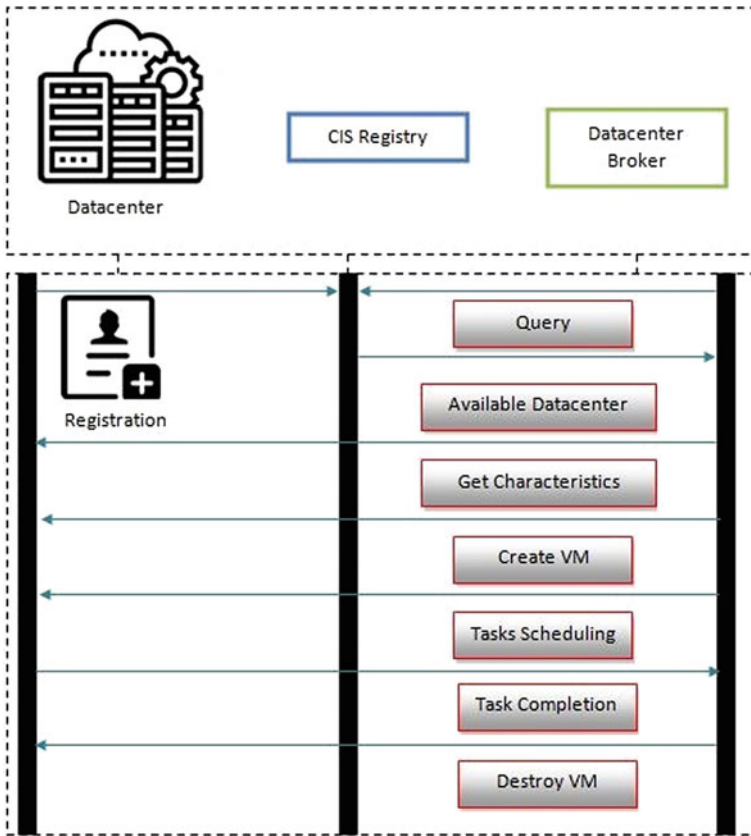 Datacenter
CIS Registry
Datacenter
Broker
Registration
Query
Available Datacenter
Get Characteristics
Create VM
Tasks Scheduling
Task Completion
Destroy VM